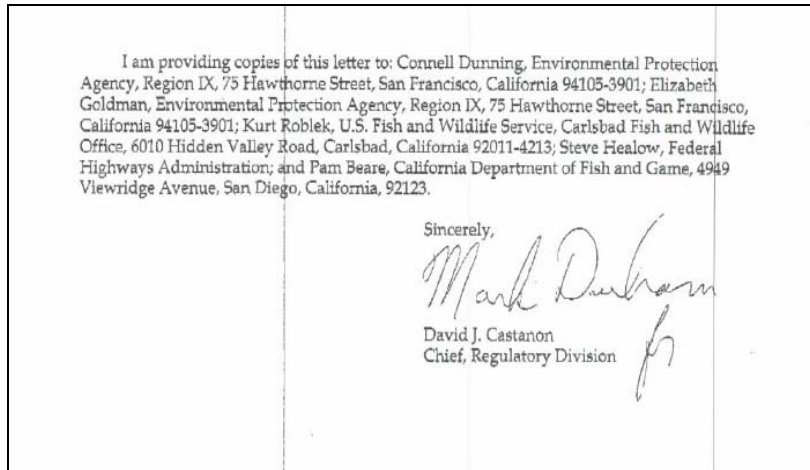 I am providing copies of this letter to: Connell Dunning, Environmental Protection
Agency, Region IX, 75 Hawthorne Street, San Francisco, California 94105-3901; Elizabeth
Goldman, Environmental Protection Agency, Region IX, 75 Hawthorne Street, San Francisco,
California 94105-3901; Kurt Roblek, U.S. Fish and Wildlife Service, Carlsbad Fish and Wildlife
Office, 6010 Hidden Valley Road, Carlsbad, California 92011-4213; Steve Healow, Federal
Highways Administration; and Pam Beare, California Department of Fish and Game, 4949
Viewridge Avenue, San Diego, California, 92123.
Sincerely,
Mark Durham
for
David J. Castanon
Chief, Regulatory Division